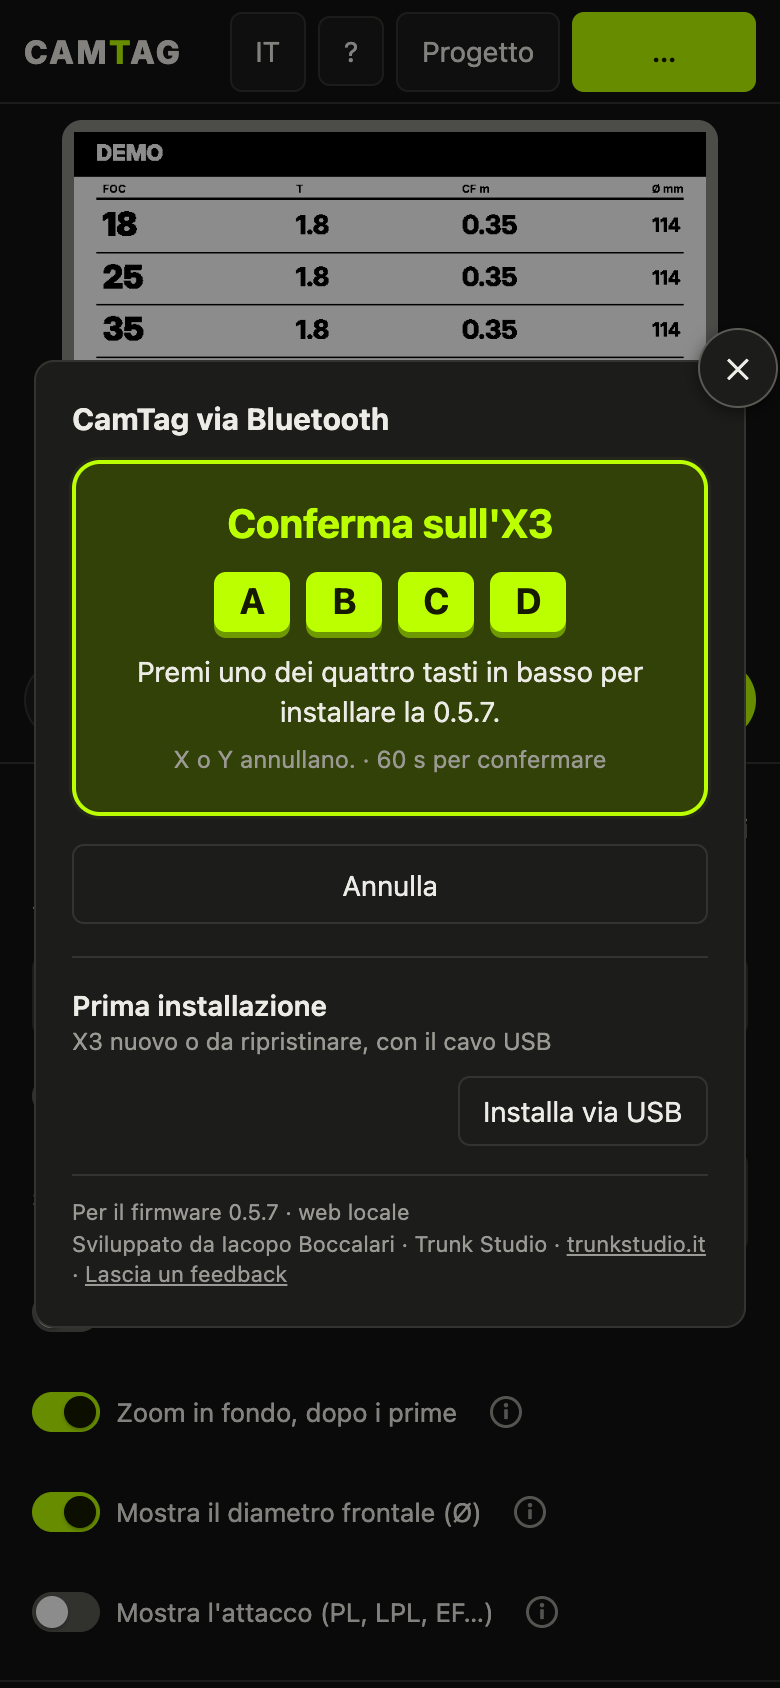 CAMTAG
IT
?
Progetto
...
DEMO
FOC T CF m Ø mm
18 1.8 0.35 114
25 1.8 0.35 114
35 1.8 0.35 114
CamTag via Bluetooth
Conferma sull'X3
A B C D
Premi uno dei quattro tasti in basso per
installare la 0.5.7.
X o Y annullano. · 60 s per confermare
Annulla
Prima installazione
X3 nuovo o da ripristinare, con il cavo USB
Installa via USB
Per il firmware 0.5.7 · web locale
Sviluppato da Iacopo Boccalari · Trunk Studio · trunkstudio.it
· Lascia un feedback
Zoom in fondo, dopo i prime
Mostra il diametro frontale (Ø)
Mostra l'attacco (PL, LPL, EF...)